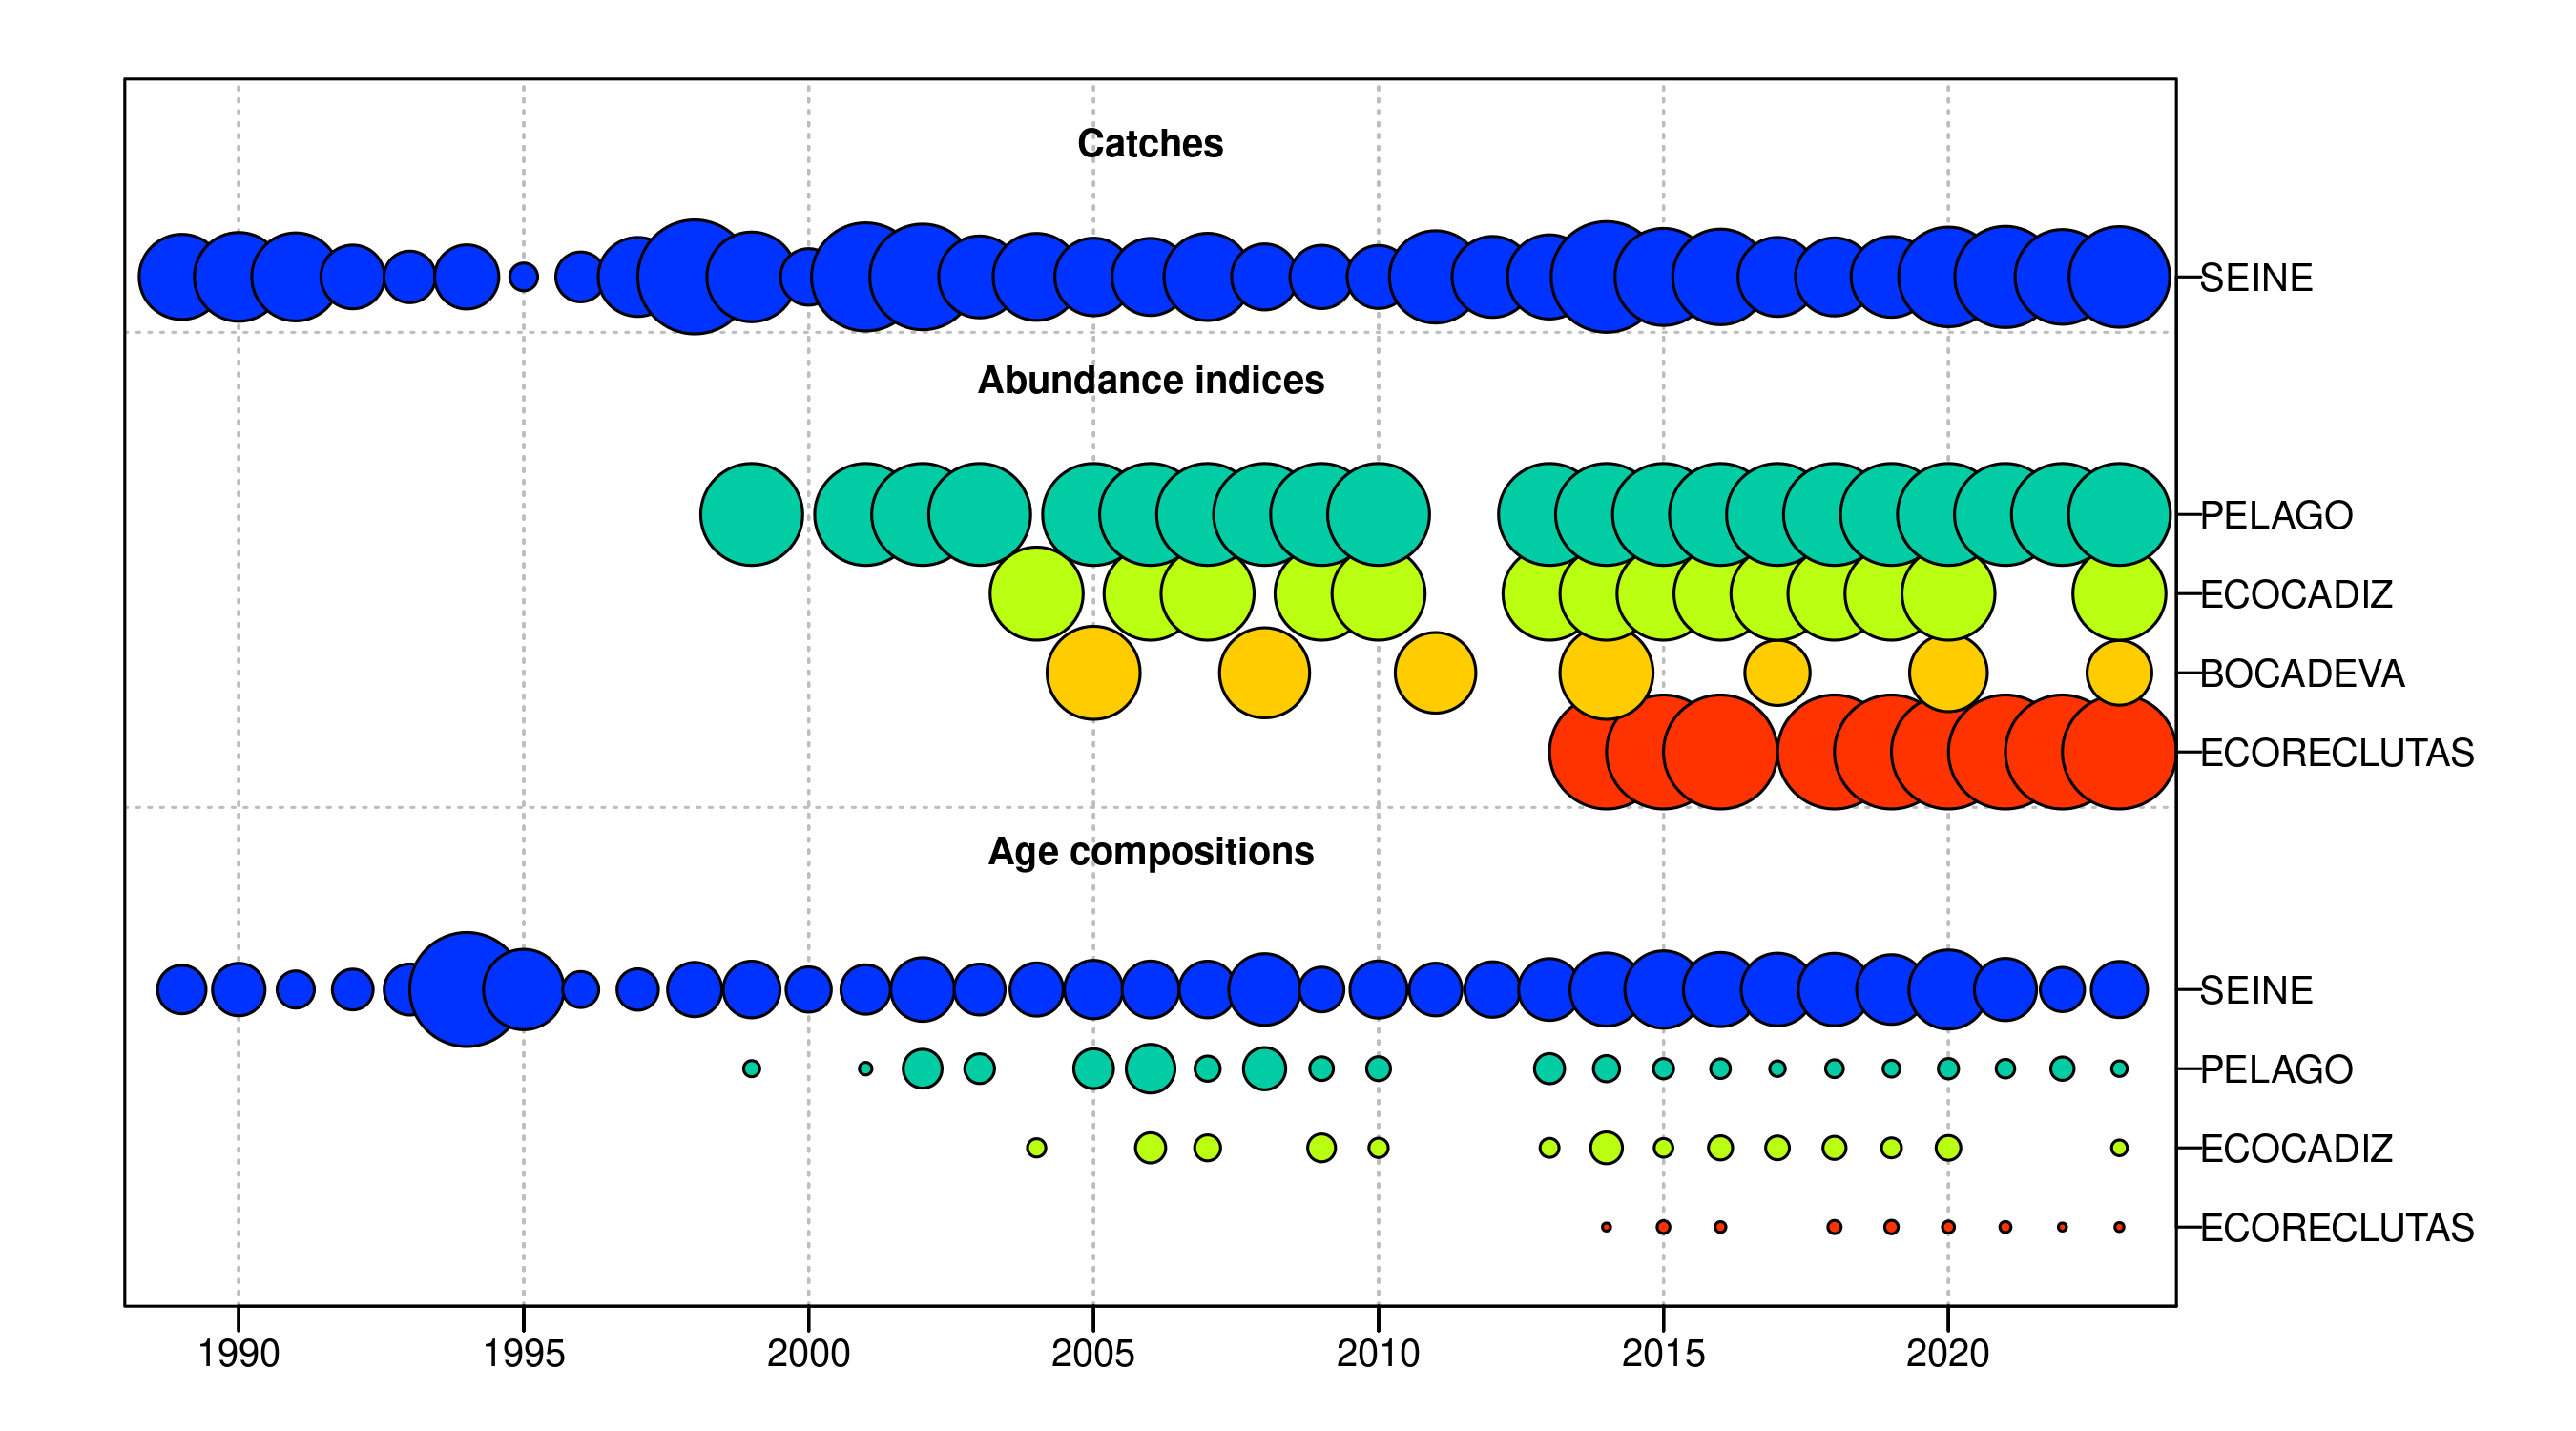 Catches
SEINE
Abundance indices
PELAGO
ECOCADIZ
BOCADEVA
ECORECLUTAS
Age compositions
SEINE
PELAGO
ECOCADIZ
ECORECLUTAS
1990 1995 2000 2005 2010 2015 2020